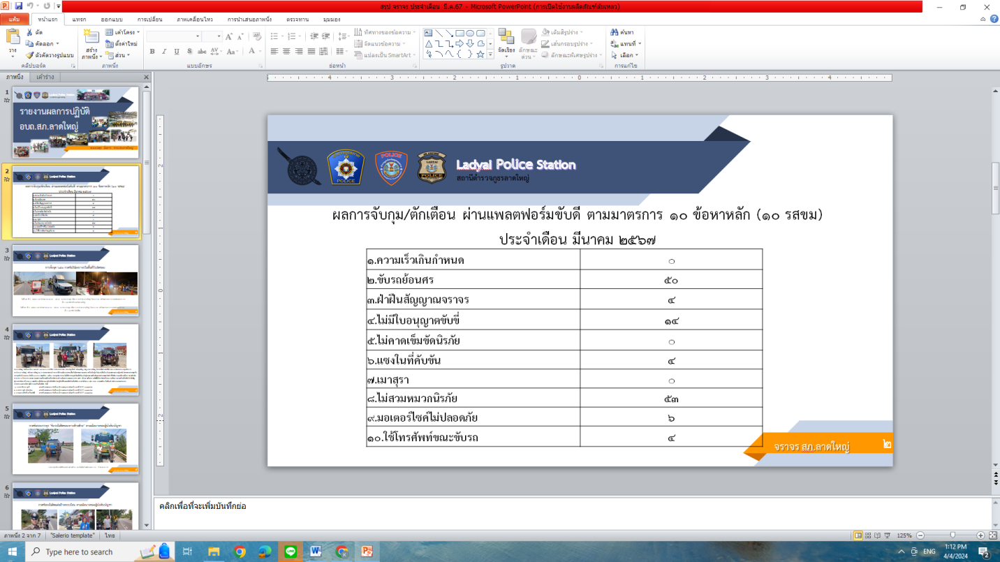 สรุป จราจร ประจำเดือน มี.ค.67 - Microsoft PowerPoint (การเปิดใช้งานผลิตภัณฑ์ล้มเหลว)
แฟ้ม หน้าแรก แทรก ออกแบบ การเปลี่ยน ภาพเคลื่อนไหว การนำเสนอภาพนิ่ง ตรวจทาน มุมมอง
ตัด
คัดลอก
ตัวคัดวางรูปแบบ
วาง
คลิปบอร์ด
สร้าง
ภาพนิ่ง
เค้าโครง
ตั้งค่าใหม่
ส่วน
ภาพนิ่ง
แบบอักษร
ทิศทางของข้อความ
จัดแนวข้อความ
แปลงเป็น SmartArt
ย่อหน้า
จัดเรียง
ลักษณะ
ด่วน
เติมสีรูปร่าง
เส้นกรอบรูปร่าง
ลักษณะพิเศษรูปร่าง
รูปวาด
ค้นหา
แทนที่
เลือก
การแก้ไข
ภาพนิ่ง เค้าร่าง
1
รายงานผลการปฏิบัติ
อบถ.สภ.ลาดใหญ่
2
3
4
5
6
Ladyai Police Station
สถานีตำรวจภูธรลาดใหญ่
ผลการจับกุม/ตักเตือน ผ่านแพลตฟอร์มขับดี ตามมาตรการ ๑๐ ข้อหาหลัก (๑๐ รสขม)
ประจำเดือน มีนาคม ๒๕๖๗
๑.ความเร็วเกินกำหนด ๐
๒.ขับรถย้อนศร ๕๐
๓.ฝ่าฝืนสัญญาณจราจร ๔
๔.ไม่มีใบอนุญาตขับขี่ ๑๔
๕.ไม่คาดเข็มขัดนิรภัย ๐
๖.แซงในที่คับขัน ๔
๗.เมาสุรา ๐
๘.ไม่สวมหมวกนิรภัย ๕๓
๙.มอเตอร์ไซค์ไม่ปลอดภัย ๖
๑๐.ใช้โทรศัพท์ขณะขับรถ ๔
จราจร สภ.ลาดใหญ่ ๒
คลิกเพื่อที่จะเพิ่มบันทึกย่อ
ภาพนิ่ง 2 จาก 7 "Salerio template" ไทย 125%
Type here to search
ENG
1:12 PM
4/4/2024